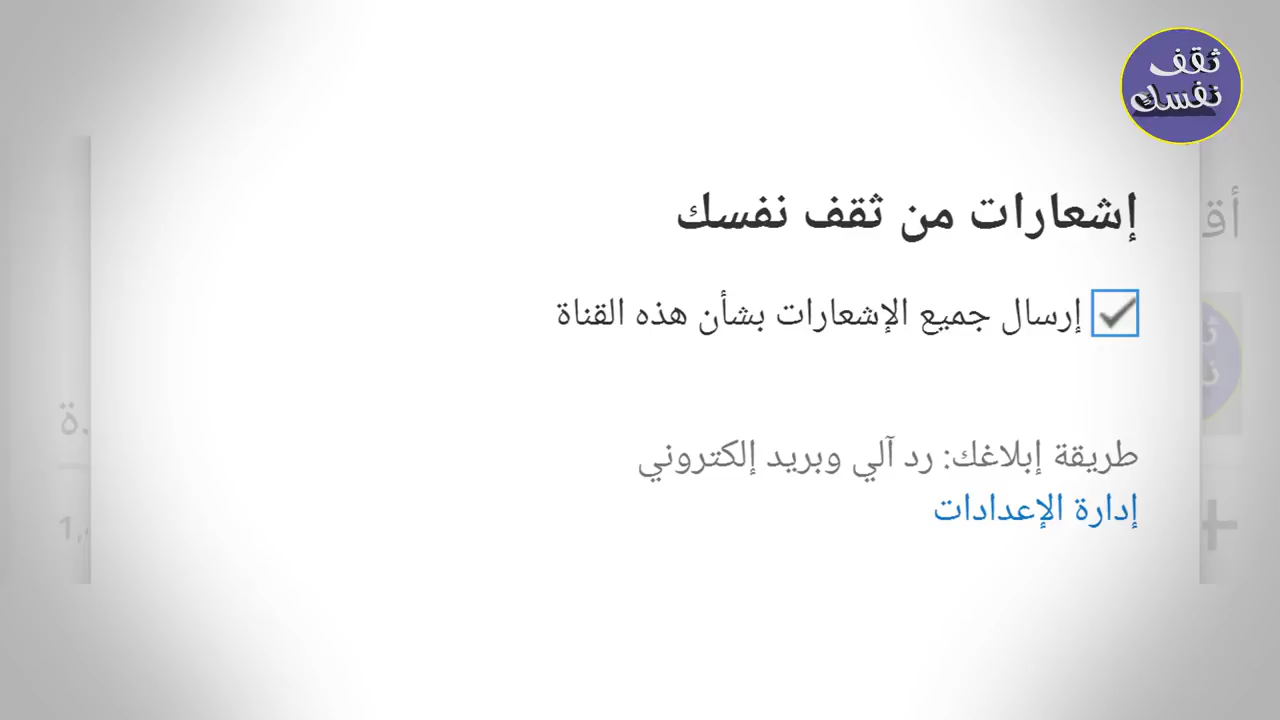 ثقف
نفسك
إشعارات من ثقف نفسك
إرسال جميع الإشعارات بشأن هذه القناة
طريقة إبلاغك: رد آلي وبريد إلكتروني
إدارة الإعدادات